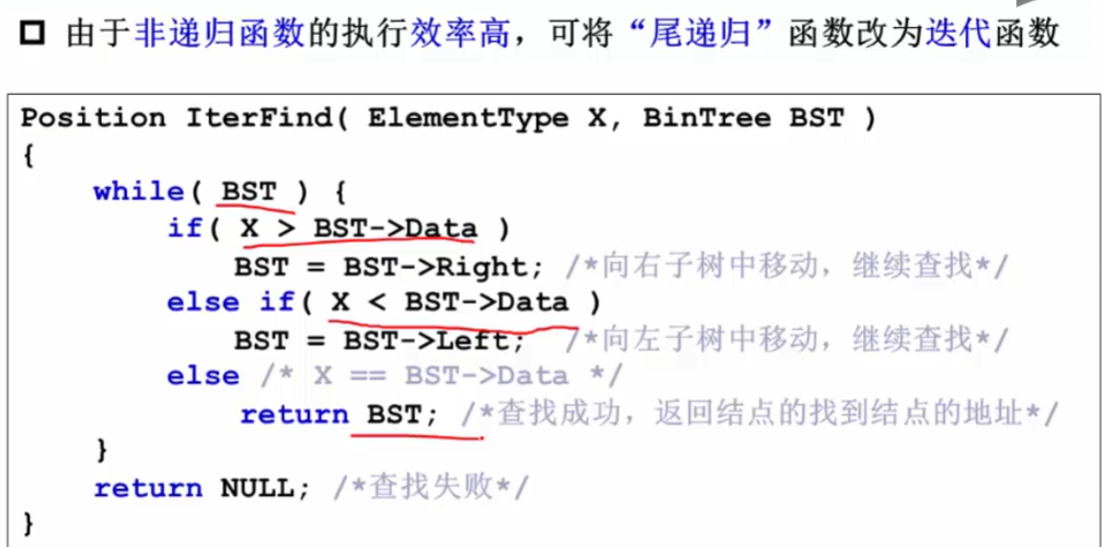 由于非递归函数的执行效率高，可将“尾递归”函数改为迭代函数
Position IterFind( ElementType X, BinTree BST )
{
while( BST ) {
if( X > BST->Data )
BST = BST->Right; /*向右子树中移动，继续查找*/
else if( X < BST->Data )
BST = BST->Left; /*向左子树中移动，继续查找*/
else /* X == BST->Data */
return BST; /*查找成功，返回结点的找到结点的地址*/
}
return NULL; /*查找失败*/
}